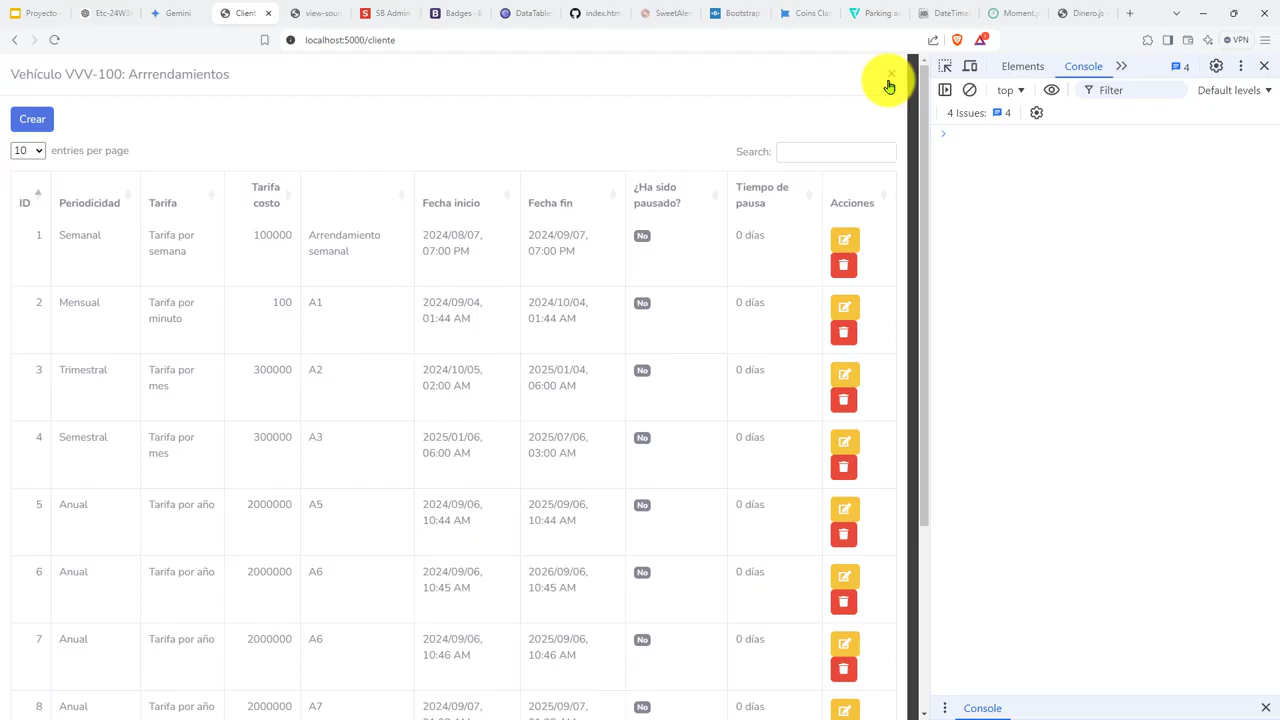 Proyecto
Etc-24-30
Gemini
Client
view-sour
SB Admin
Badges - B
DataTable
index.htm
SweetAler
Bootstrap
Coins Clas
Parking a
DateTime
Moment.j
Dinero.js -
localhost:5000/cliente
VPN
Vehículo VVV-100: Arrrendamientos
Crear
10 entries per page
Search:
ID Periodicidad Tarifa Tarifa costo Fecha inicio Fecha fin ¿Ha sido pausado? Tiempo de pausa Acciones
1 Semanal Tarifa por semana 100000 Arrendamiento semanal 2024/08/07, 07:00 PM 2024/09/07, 07:00 PM No 0 días
2 Mensual Tarifa por minuto 100 A1 2024/09/04, 01:44 AM 2024/10/04, 01:44 AM No 0 días
3 Trimestral Tarifa por mes 300000 A2 2024/10/05, 02:00 AM 2025/01/04, 06:00 AM No 0 días
4 Semestral Tarifa por mes 300000 A3 2025/01/06, 06:00 AM 2025/07/06, 03:00 AM No 0 días
5 Anual Tarifa por año 2000000 A5 2024/09/06, 10:44 AM 2025/09/06, 10:44 AM No 0 días
6 Anual Tarifa por año 2000000 A6 2024/09/06, 10:45 AM 2026/09/06, 10:45 AM No 0 días
7 Anual Tarifa por año 2000000 A6 2024/09/06, 10:46 AM 2025/09/06, 10:46 AM No 0 días
8 Anual Tarifa por año 2000000 A7 2024/09/07, 2025/09/07, No 0 días
Elements Console 4
top Filter Default levels
4 Issues: 4
Console